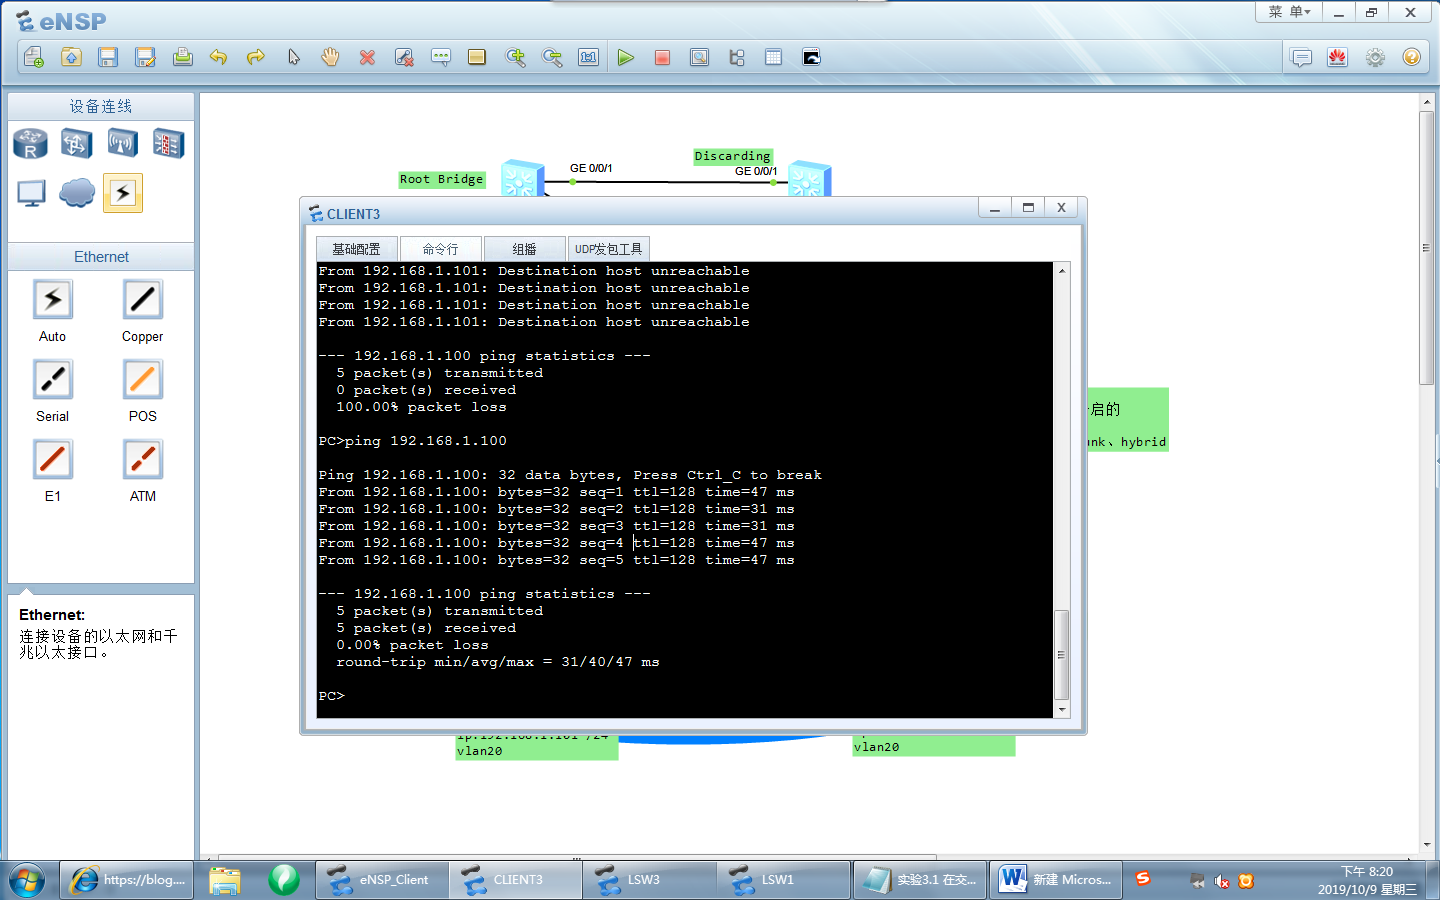 eNSP
菜 单
设备连线
Ethernet
Auto
Copper
Serial
POS
E1
ATM
Ethernet:
连接设备的以太网和千
兆以太接口。
Root Bridge
GE 0/0/1
Discarding
GE 0/0/1
CLIENT3
基础配置
命令行
组播
UDP发包工具
From 192.168.1.101: Destination host unreachable
From 192.168.1.101: Destination host unreachable
From 192.168.1.101: Destination host unreachable
From 192.168.1.101: Destination host unreachable
--- 192.168.1.100 ping statistics ---
5 packet(s) transmitted
0 packet(s) received
100.00% packet loss
PC>ping 192.168.1.100
Ping 192.168.1.100: 32 data bytes, Press Ctrl_C to break
From 192.168.1.100: bytes=32 seq=1 ttl=128 time=47 ms
From 192.168.1.100: bytes=32 seq=2 ttl=128 time=31 ms
From 192.168.1.100: bytes=32 seq=3 ttl=128 time=31 ms
From 192.168.1.100: bytes=32 seq=4 ttl=128 time=47 ms
From 192.168.1.100: bytes=32 seq=5 ttl=128 time=47 ms
--- 192.168.1.100 ping statistics ---
5 packet(s) transmitted
5 packet(s) received
0.00% packet loss
round-trip min/avg/max = 31/40/47 ms
PC>
启的
nk、hybrid
ip:192.168.1.101 /24
vlan20
vlan20
https://blog....
eNSP_Client
CLIENT3
LSW3
LSW1
实验3.1 在交...
新建 Micros...
下午 8:20
2019/10/9 星期三